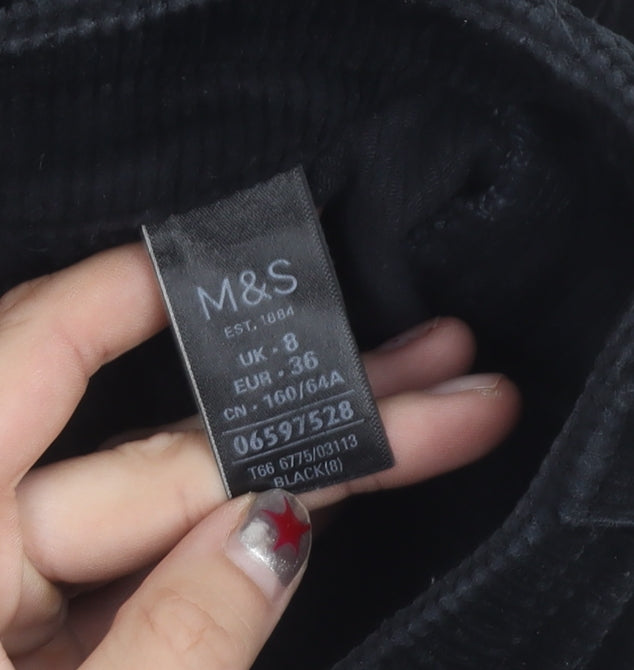 M&S
EST. 1884
UK · 8
EUR · 36
CN · 160/64A
06597528
T66 6775/03113
BLACK(8)